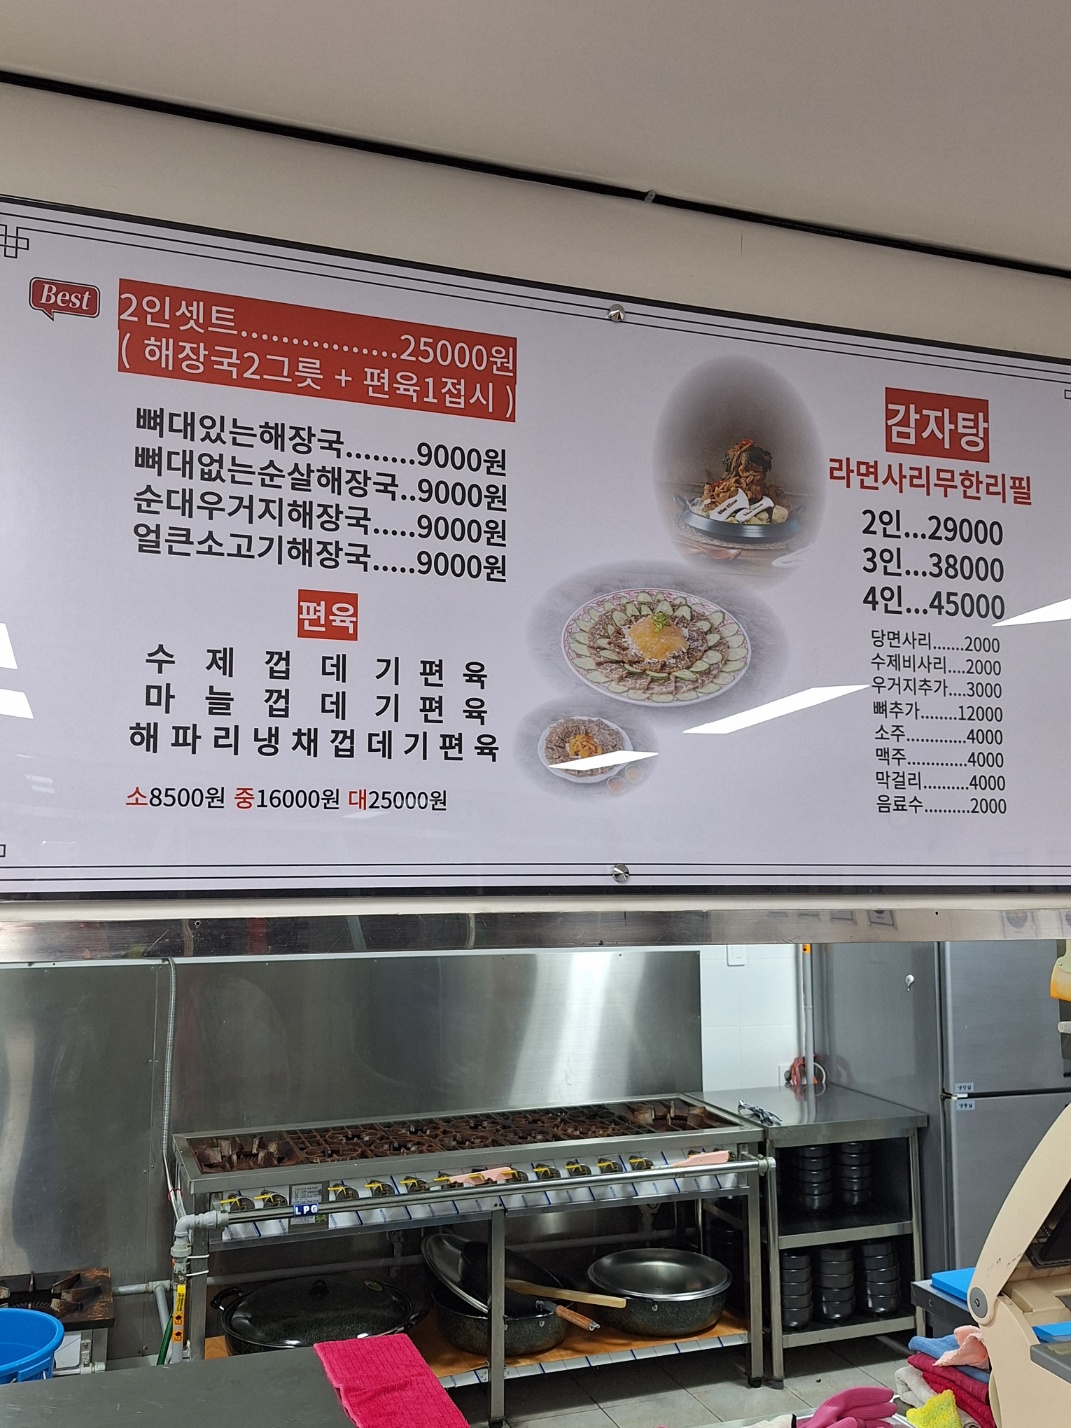 Best
2인셋트..................25000원
( 해장국2그릇 + 편육1접시 )
뼈대있는해장국.........9000원
뼈대없는순살해장국..9000원
순대우거지해장국......9000원
얼큰소고기해장국.....9000원
편육
수 제 껍 데 기 편 육
마 늘 껍 데 기 편 육
해 파 리 냉 채 껍 데 기 편 육
소8500원 중16000원 대25000원
감자탕
라면사리무한리필
2인...29000
3인...38000
4인...45000
당면사리.......2000
수제비사리...2000
우거지추가....3000
뼈추가........12000
소주..............4000
맥주.............4000
막걸리..........4000
음료수..........2000
LPG